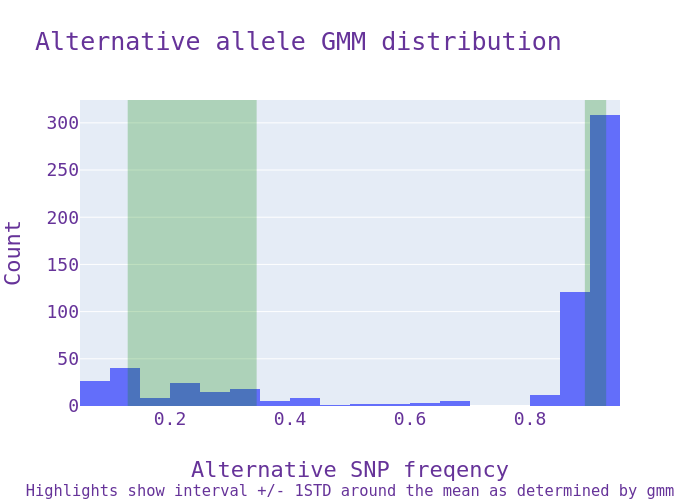 Alternative allele GMM distribution
300
250
200
150
100
50
0
Count
0.2 0.4 0.6 0.8
Alternative SNP freqency
Highlights show interval +/- 1STD around the mean as determined by gmm